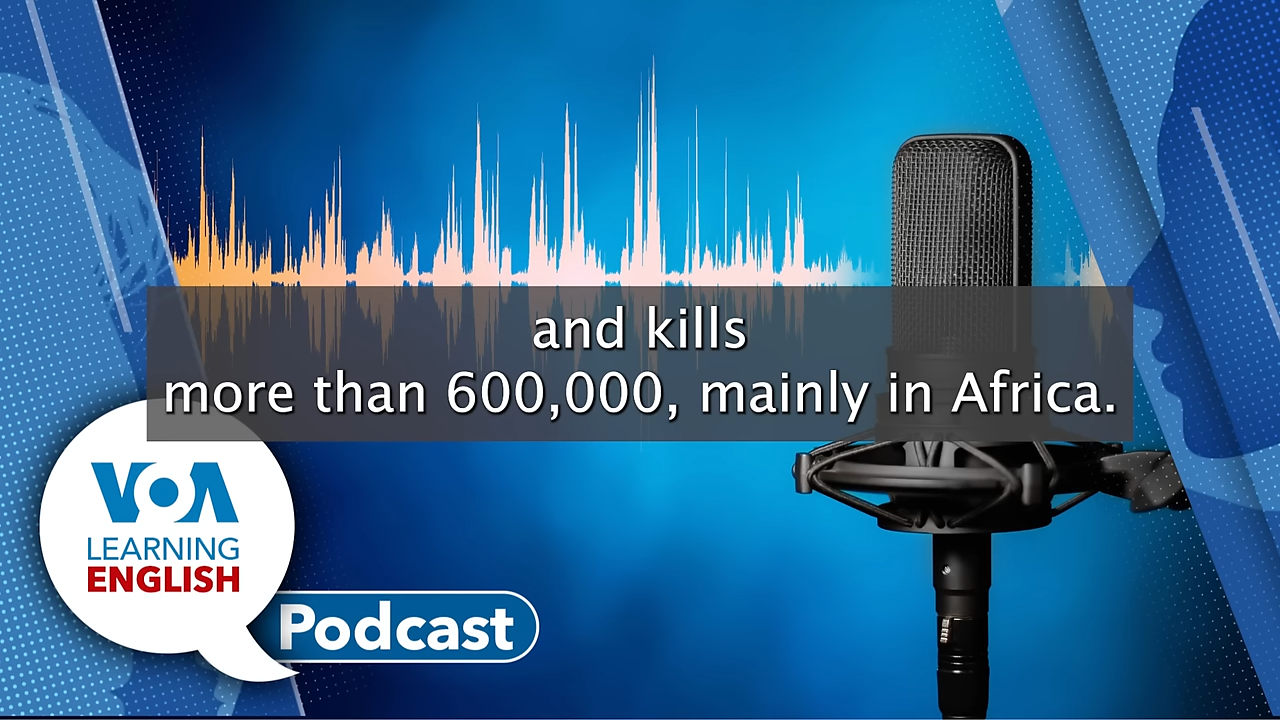 and kills
more than 600,000, mainly in Africa.
VOA
LEARNING
ENGLISH
Podcast